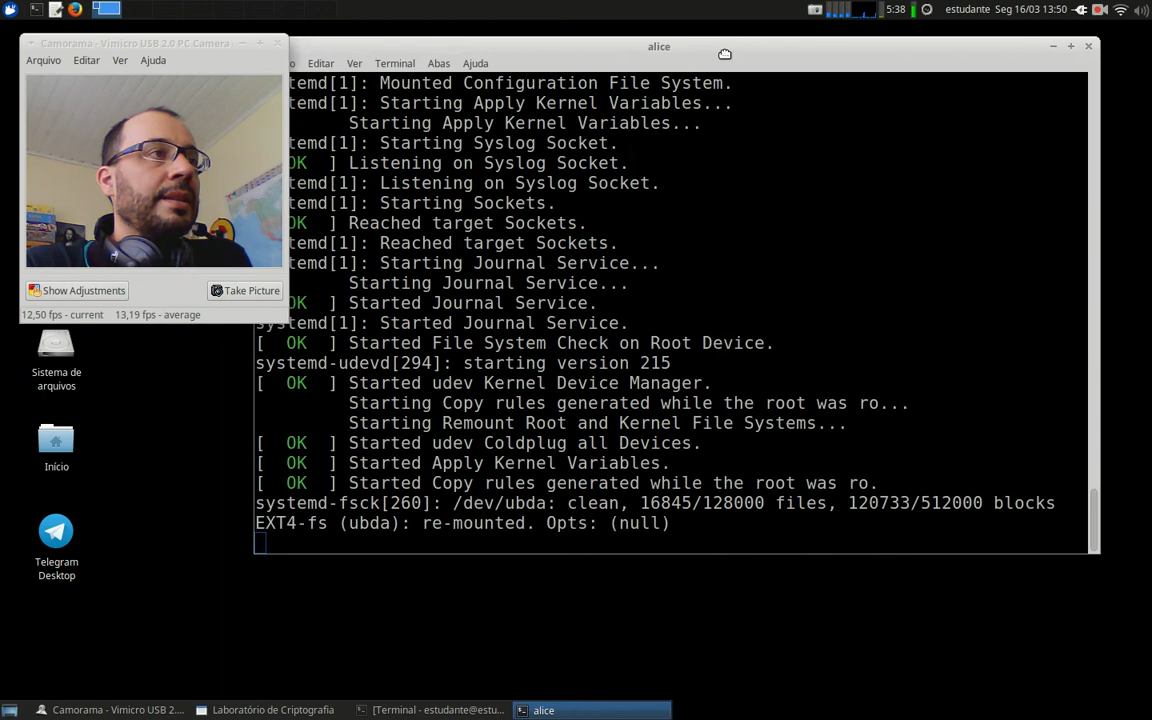 5:38
estudante Seg 16/03 13:50
Camorama - Vimicro USB 2.0 PC Camera
Arquivo Editar Ver Ajuda
Show Adjustments
Take Picture
12,50 fps - current 13,19 fps - average
Sistema de
arquivos
Início
Telegram
Desktop
alice
o Editar Ver Terminal Abas Ajuda
temd[1]: Mounted Configuration File System.
temd[1]: Starting Apply Kernel Variables...
Starting Apply Kernel Variables...
temd[1]: Starting Syslog Socket.
OK ] Listening on Syslog Socket.
temd[1]: Listening on Syslog Socket.
temd[1]: Starting Sockets.
OK ] Reached target Sockets.
temd[1]: Reached target Sockets.
temd[1]: Starting Journal Service...
Starting Journal Service...
OK ] Started Journal Service.
systemd[1]: Started Journal Service.
[ OK ] Started File System Check on Root Device.
systemd-udevd[294]: starting version 215
[ OK ] Started udev Kernel Device Manager.
Starting Copy rules generated while the root was ro...
Starting Remount Root and Kernel File Systems...
[ OK ] Started udev Coldplug all Devices.
[ OK ] Started Apply Kernel Variables.
[ OK ] Started Copy rules generated while the root was ro.
systemd-fsck[260]: /dev/ubda: clean, 16845/128000 files, 120733/512000 blocks
EXT4-fs (ubda): re-mounted. Opts: (null)
Camorama - Vimicro USB 2....
Laboratório de Criptografia
[Terminal - estudante@estu...
alice